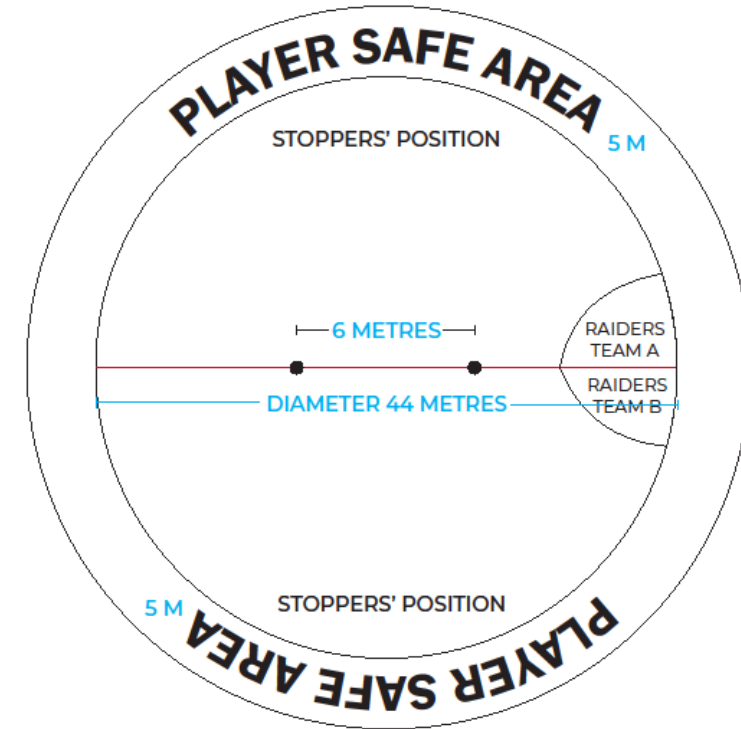 PLAYER SAFE AREA
STOPPERS’ POSITION
5 M
6 METRES
RAIDERS
TEAM A
RAIDERS
TEAM B
DIAMETER 44 METRES
STOPPERS’ POSITION
5 M
PLAYER SAFE AREA